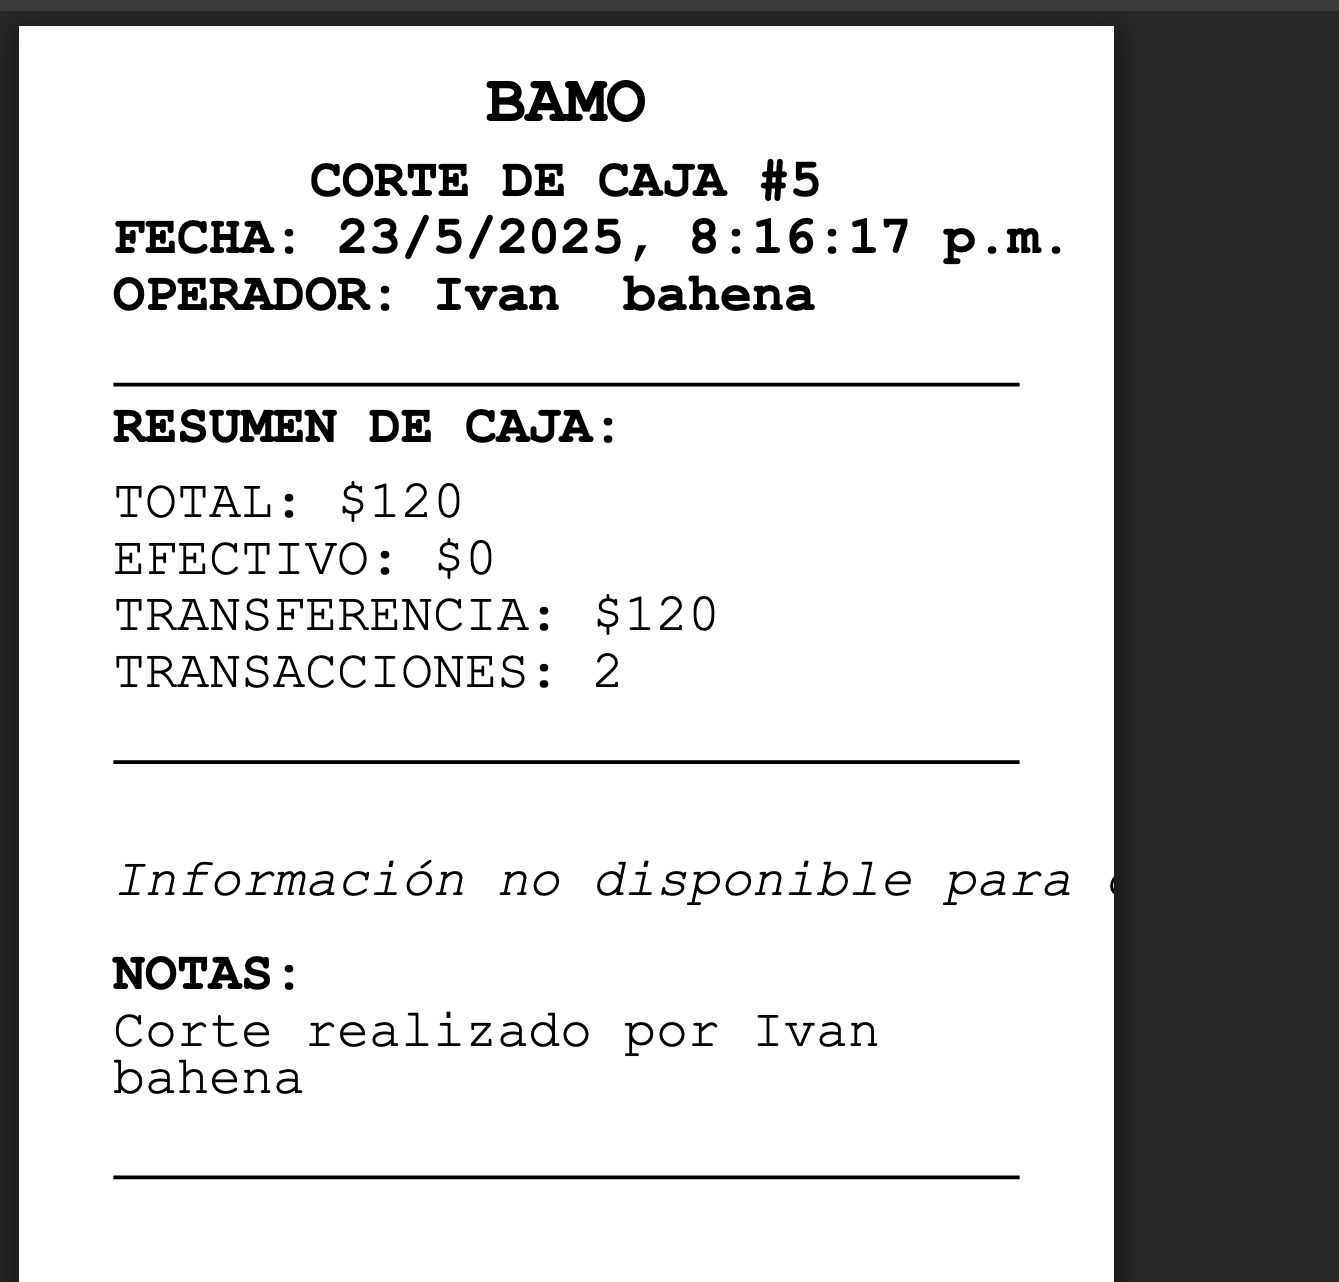 BAMO
CORTE DE CAJA #5
FECHA: 23/5/2025, 8:16:17 p.m.
OPERADOR: Ivan  bahena
RESUMEN DE CAJA:
TOTAL: $120
EFECTIVO: $0
TRANSFERENCIA: $120
TRANSACCIONES: 2
Información no disponible para
NOTAS:
Corte realizado por Ivan
bahena